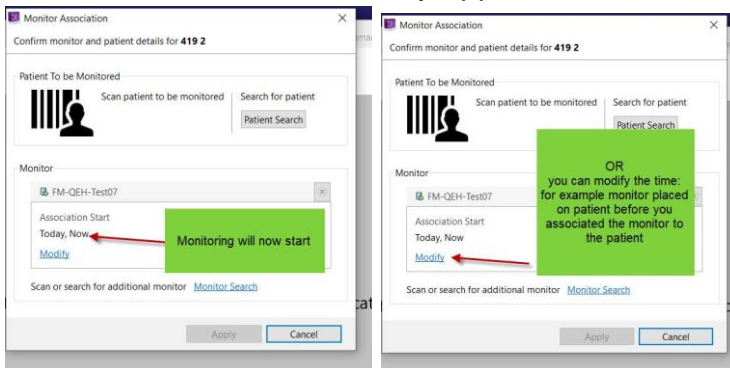 Monitor Association
Confirm monitor and patient details for 419 2
Patient To be Monitored
Scan patient to be monitored
Search for patient
Patient Search
Monitor
FM-QEH-Test07
Association Start
Today, Now
Modify
Monitoring will now start
Scan or search for additional monitor Monitor Search
Apply
Cancel
Monitor Association
Confirm monitor and patient details for 419 2
Patient To be Monitored
Scan patient to be monitored
Search for patient
Patient Search
OR
you can modify the time:
for example monitor placed
on patient before you
associated the monitor to
the patient
Monitor
FM-QEH-Test07
Association Start
Today, Now
Modify
Scan or search for additional monitor Monitor Search
Apply
Cancel